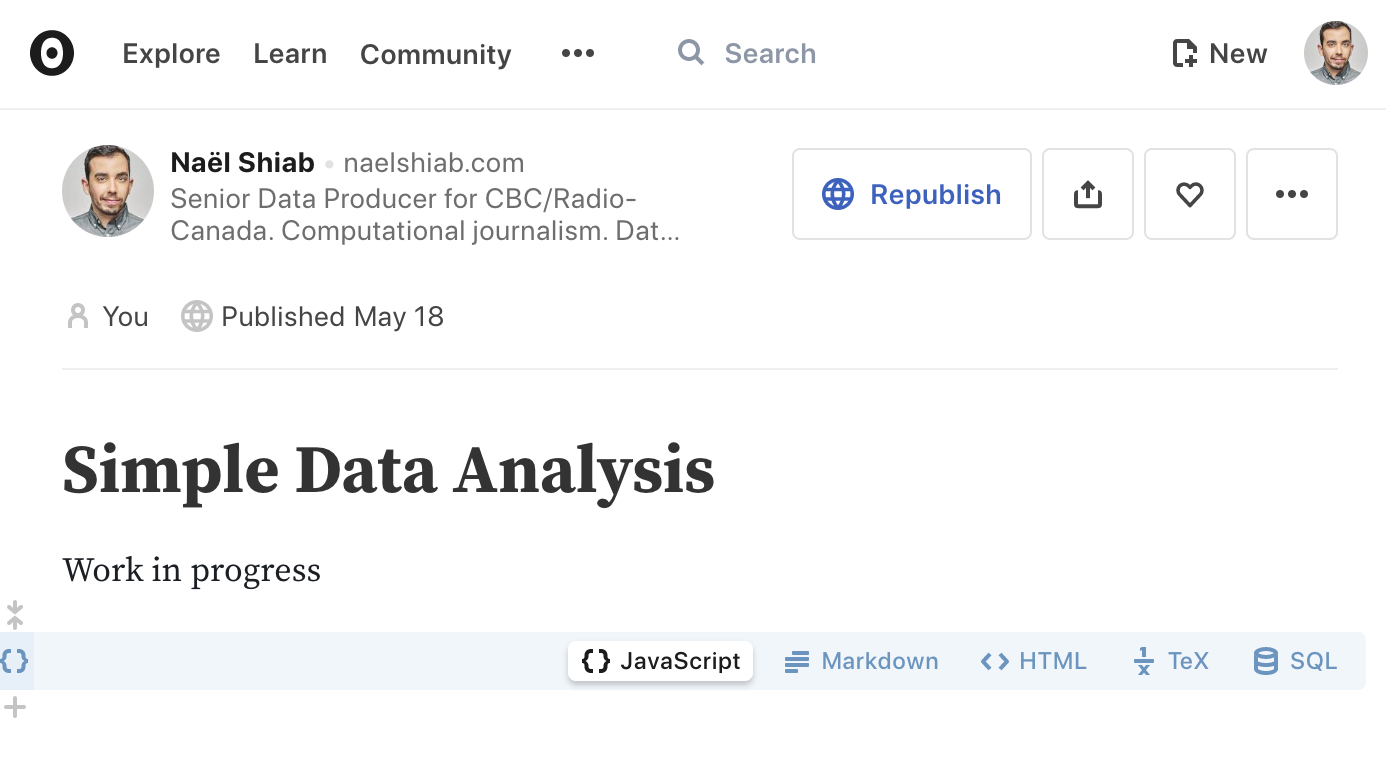 Explore Learn Community ••• Search New
Naël Shiab • naelshiab.com
Senior Data Producer for CBC/Radio-
Canada. Computational journalism. Dat...
Republish
You Published May 18
Simple Data Analysis
Work in progress
{} {} JavaScript Markdown <> HTML TeX SQL